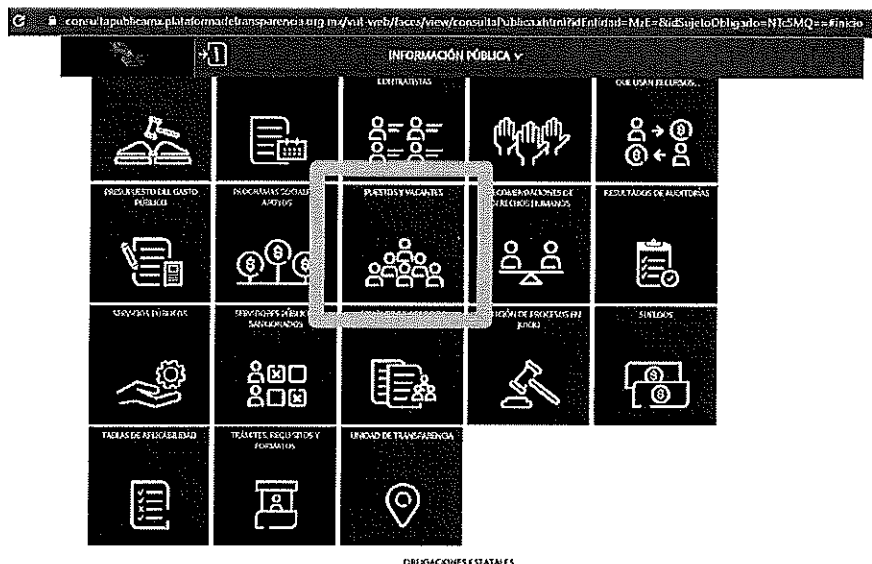 consultapublicamx.plataformadetransparencia.org.mx/vut-web/faces/view/consultaPublica.xhtml?idEntidad=MzE=&idSujetoObligado=NTc5MQ==#inicio
INFORMACIÓN PÚBLICA
CONTRATISTAS
QUE USAN RECURSOS...
PRESUPUESTO DEL GASTO PÚBLICO
PROGRAMAS SOCIALES
APOYOS
PUESTOS Y VACANTES
DERECHOS HUMANOS
RESULTADOS DE AUDITORÍAS
SERVICIOS PÚBLICOS
SERVIDORES
SANCIONADOS
DE PROCESOS EN
JUICIO
SUELDOS
TABLAS DE APLICABILIDAD
TRÁMITES, REQUISITOS Y
FORMATOS
UNIDAD DE TRANSPARENCIA
OBLIGACIONES ESTATALES